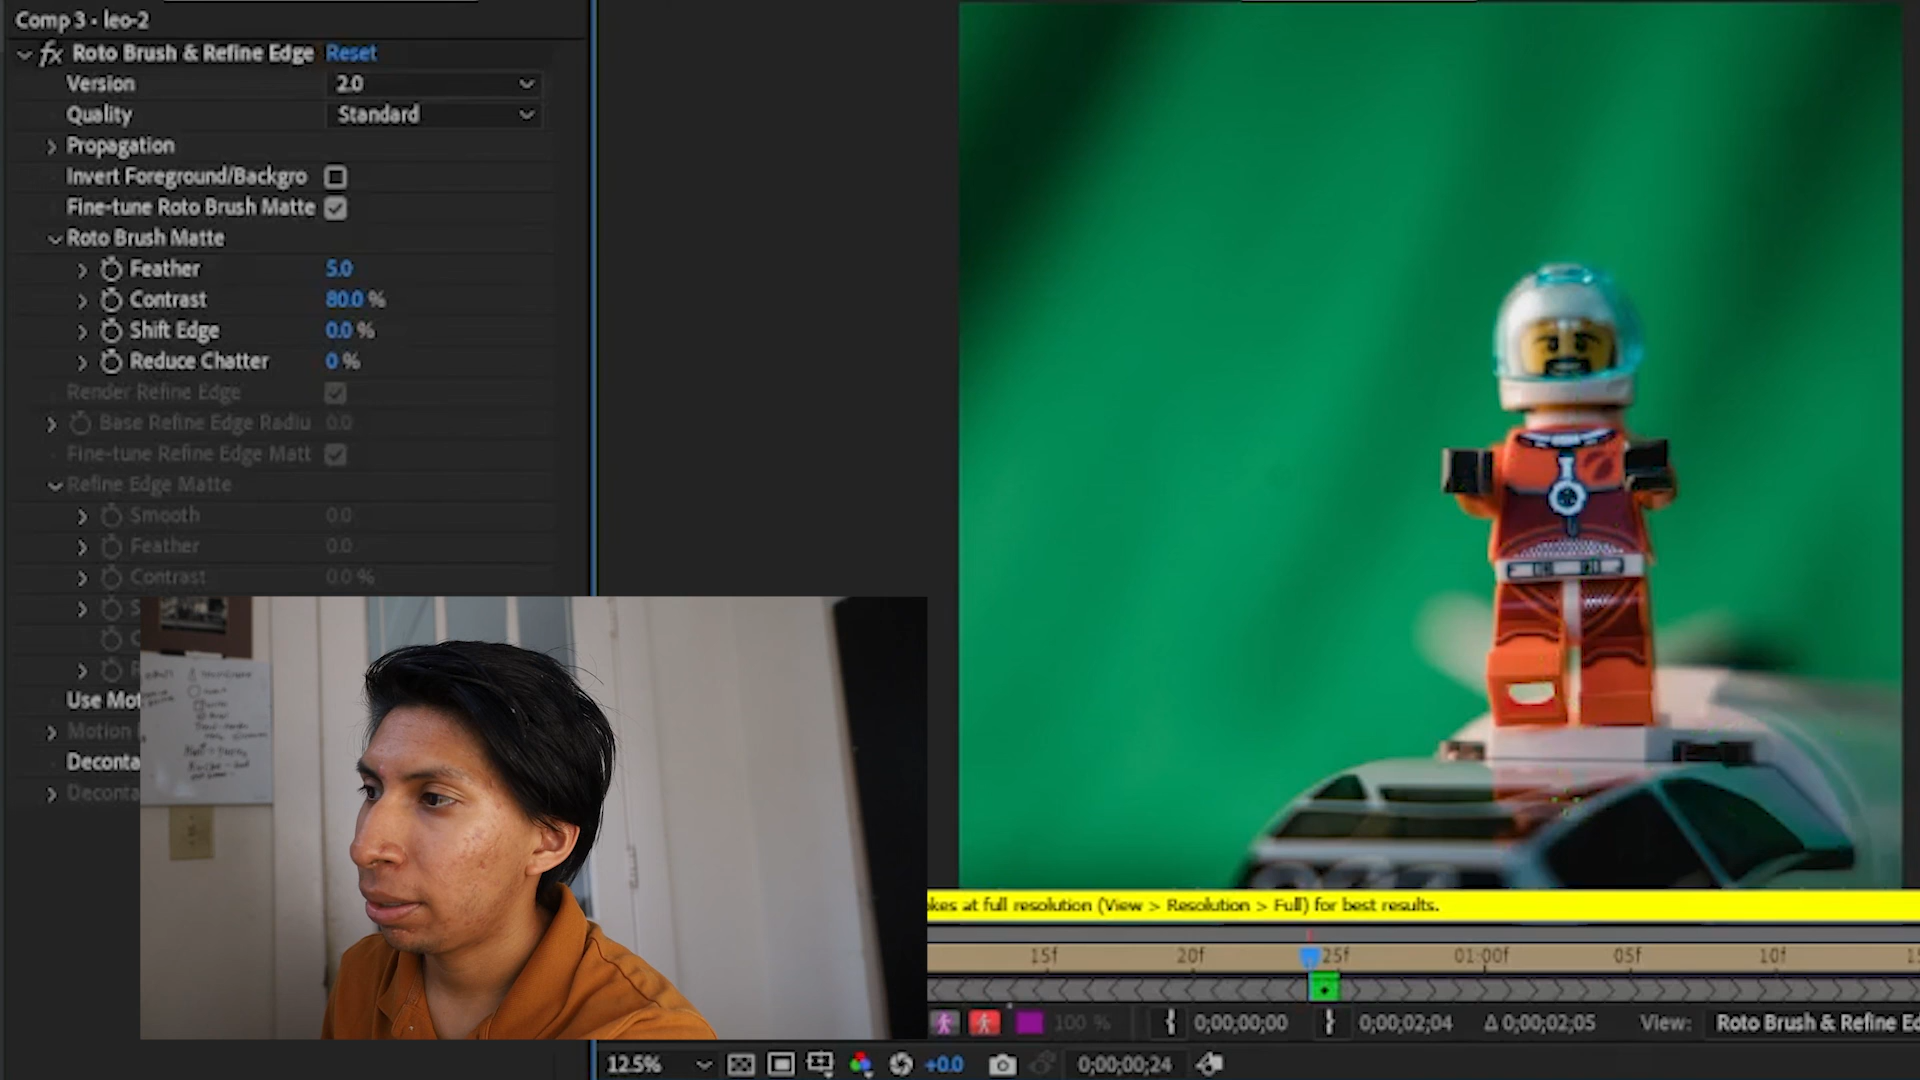 Comp 3 • leo-2
fx Roto Brush & Refine Edge Reset
Version 2.0
Quality Standard
Propagation
Invert Foreground/Backgro
Fine-tune Roto Brush Matte
Roto Brush Matte
Feather 5.0
Contrast 80.0 %
Shift Edge 0.0 %
Reduce Chatter 0 %
Render Refine Edge
Base Refine Edge Radiu 0.0
Fine-tune Refine Edge Matt
Refine Edge Matte
Smooth 0.0
Feather 0.0
Contrast 0.0 %
S
C
R
Use Mot
Motion
Deconta
Deconta
okes at full resolution (View > Resolution > Full) for best results.
15f 20f 25f 01:00f 05f 10f 15
100 % 0;00;00;00 0;00;02;04 Δ 0;00;02;05 View: Roto Brush & Refine Ed
12.5% +0.0 0;00;00;24